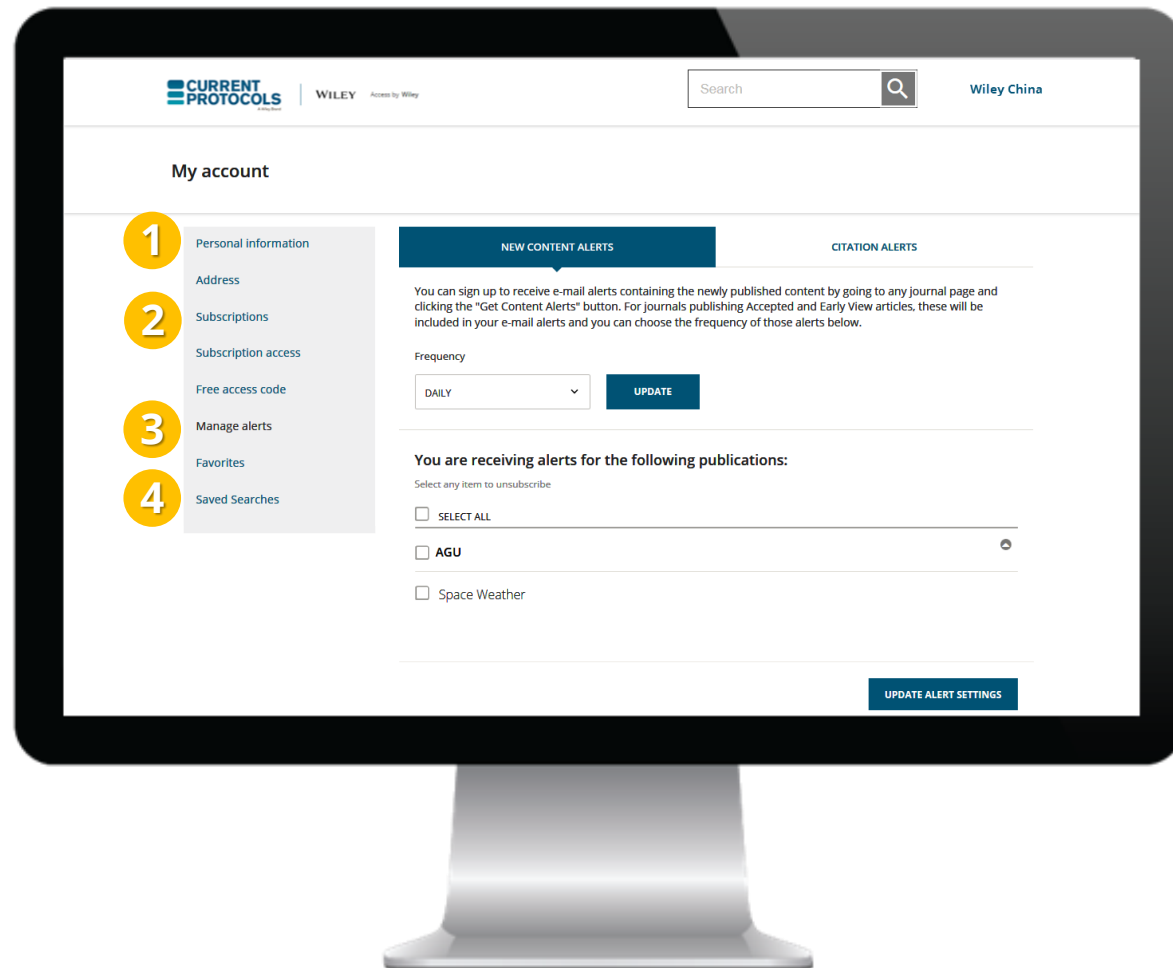 CURRENT
PROTOCOLS
A Wiley Brand
WILEY
Access by Wiley
Search
Wiley China
My account
1
Personal information
Address
2
Subscriptions
Subscription access
Free access code
3
Manage alerts
Favorites
4
Saved Searches
NEW CONTENT ALERTS
CITATION ALERTS
You can sign up to receive e-mail alerts containing the newly published content by going to any journal page and
clicking the "Get Content Alerts" button. For journals publishing Accepted and Early View articles, these will be
included in your e-mail alerts and you can choose the frequency of those alerts below.
Frequency
DAILY
UPDATE
You are receiving alerts for the following publications:
Select any item to unsubscribe
SELECT ALL
AGU
Space Weather
UPDATE ALERT SETTINGS